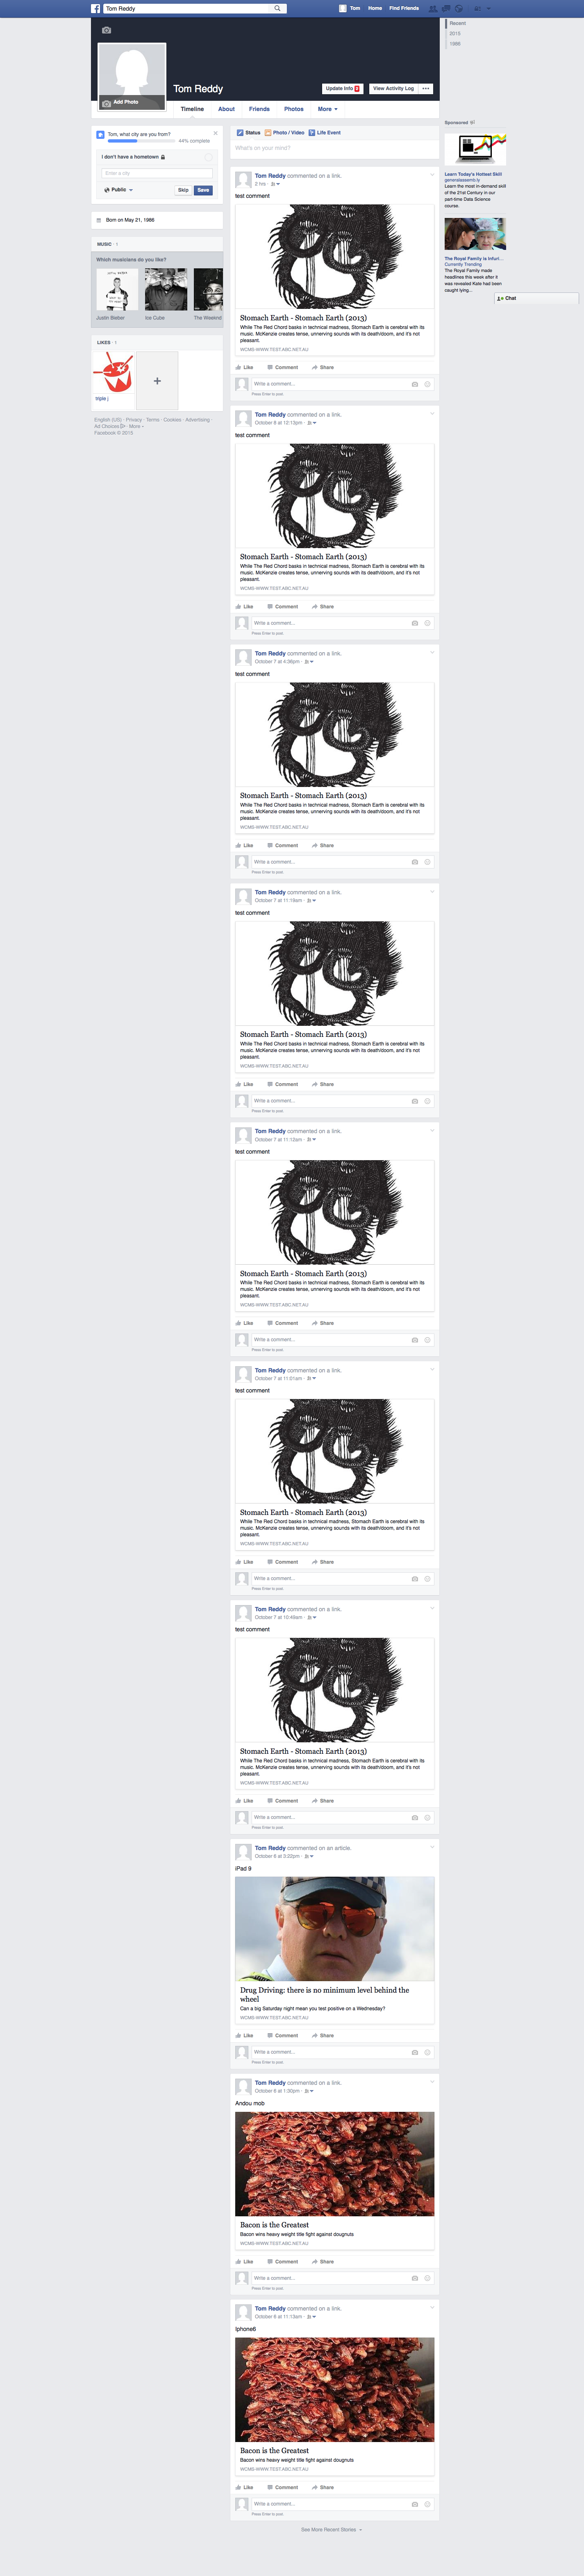 Tom Reddy
Tom Home Find Friends
Recent
2015
1986
Tom Reddy
Add Photo
Update Info
View Activity Log
Timeline About Friends Photos More
Tom, what city are you from?
44% complete
I don't have a hometown
Enter a city
Public
Skip Save
Born on May 21, 1986
MUSIC
Which musicians do you like?
Justin Bieber Ice Cube The Weeknd
LIKES · 1
triple j
English (US) · Privacy · Terms · Cookies · Advertising ·
Ad Choices · More
Facebook © 2015
Status Photo / Video Life Event
What's on your mind?
Tom Reddy commented on a link.
2 hrs ·
test comment
Stomach Earth - Stomach Earth (2013)
While The Red Chord basks in technical madness, Stomach Earth is cerebral with its
music. McKenzie creates tense, unnerving sounds with its death/doom, and it's not
pleasant.
WCMS-WWW.TEST.ABC.NET.AU
Like Comment Share
Write a comment...
Press Enter to post.
Tom Reddy commented on a link.
October 8 at 12:13pm ·
test comment
Stomach Earth - Stomach Earth (2013)
While The Red Chord basks in technical madness, Stomach Earth is cerebral with its
music. McKenzie creates tense, unnerving sounds with its death/doom, and it's not
pleasant.
WCMS-WWW.TEST.ABC.NET.AU
Like Comment Share
Write a comment...
Press Enter to post.
Tom Reddy commented on a link.
October 7 at 4:36pm ·
test comment
Stomach Earth - Stomach Earth (2013)
While The Red Chord basks in technical madness, Stomach Earth is cerebral with its
music. McKenzie creates tense, unnerving sounds with its death/doom, and it's not
pleasant.
WCMS-WWW.TEST.ABC.NET.AU
Like Comment Share
Write a comment...
Press Enter to post.
Tom Reddy commented on a link.
October 7 at 11:18am ·
test comment
Stomach Earth - Stomach Earth (2013)
While The Red Chord basks in technical madness, Stomach Earth is cerebral with its
music. McKenzie creates tense, unnerving sounds with its death/doom, and it's not
pleasant.
WCMS-WWW.TEST.ABC.NET.AU
Like Comment Share
Write a comment...
Press Enter to post.
Tom Reddy commented on a link.
October 7 at 11:12am ·
test comment
Stomach Earth - Stomach Earth (2013)
While The Red Chord basks in technical madness, Stomach Earth is cerebral with its
music. McKenzie creates tense, unnerving sounds with its death/doom, and it's not
pleasant.
WCMS-WWW.TEST.ABC.NET.AU
Like Comment Share
Write a comment...
Press Enter to post.
Tom Reddy commented on a link.
October 7 at 11:01am ·
test comment
Stomach Earth - Stomach Earth (2013)
While The Red Chord basks in technical madness, Stomach Earth is cerebral with its
music. McKenzie creates tense, unnerving sounds with its death/doom, and it's not
pleasant.
WCMS-WWW.TEST.ABC.NET.AU
Like Comment Share
Write a comment...
Press Enter to post.
Tom Reddy commented on a link.
October 7 at 10:49am ·
test comment
Stomach Earth - Stomach Earth (2013)
While The Red Chord basks in technical madness, Stomach Earth is cerebral with its
music. McKenzie creates tense, unnerving sounds with its death/doom, and it's not
pleasant.
WCMS-WWW.TEST.ABC.NET.AU
Like Comment Share
Write a comment...
Press Enter to post.
Tom Reddy commented on an article.
October 6 at 3:22pm ·
iPad 9
Drug Driving: there is no minimum level behind the
wheel
Can a big Saturday night mean you test positive on a Wednesday?
WCMS-WWW.TEST.ABC.NET.AU
Like Comment Share
Write a comment...
Press Enter to post.
Tom Reddy commented on a link.
October 6 at 1:30pm ·
Andou mob
Bacon is the Greatest
Bacon wins heavy weight title fight against dougnuts
WCMS-WWW.TEST.ABC.NET.AU
Like Comment Share
Write a comment...
Press Enter to post.
Tom Reddy commented on a link.
October 6 at 11:13am ·
Iphone6
Bacon is the Greatest
Bacon wins heavy weight title fight against dougnuts
WCMS-WWW.TEST.ABC.NET.AU
Like Comment Share
Write a comment...
Press Enter to post.
See More Recent Stories
Sponsored
Learn Today's Hottest Skill
generalassemb.ly
Learn the most in-demand skill
of the 21st Century in our
part-time Data Science
course.
The Royal Family is Infuri...
Currently Trending
The Royal Family made
headlines this week after it
was revealed Kate had been
caught lying...
Chat